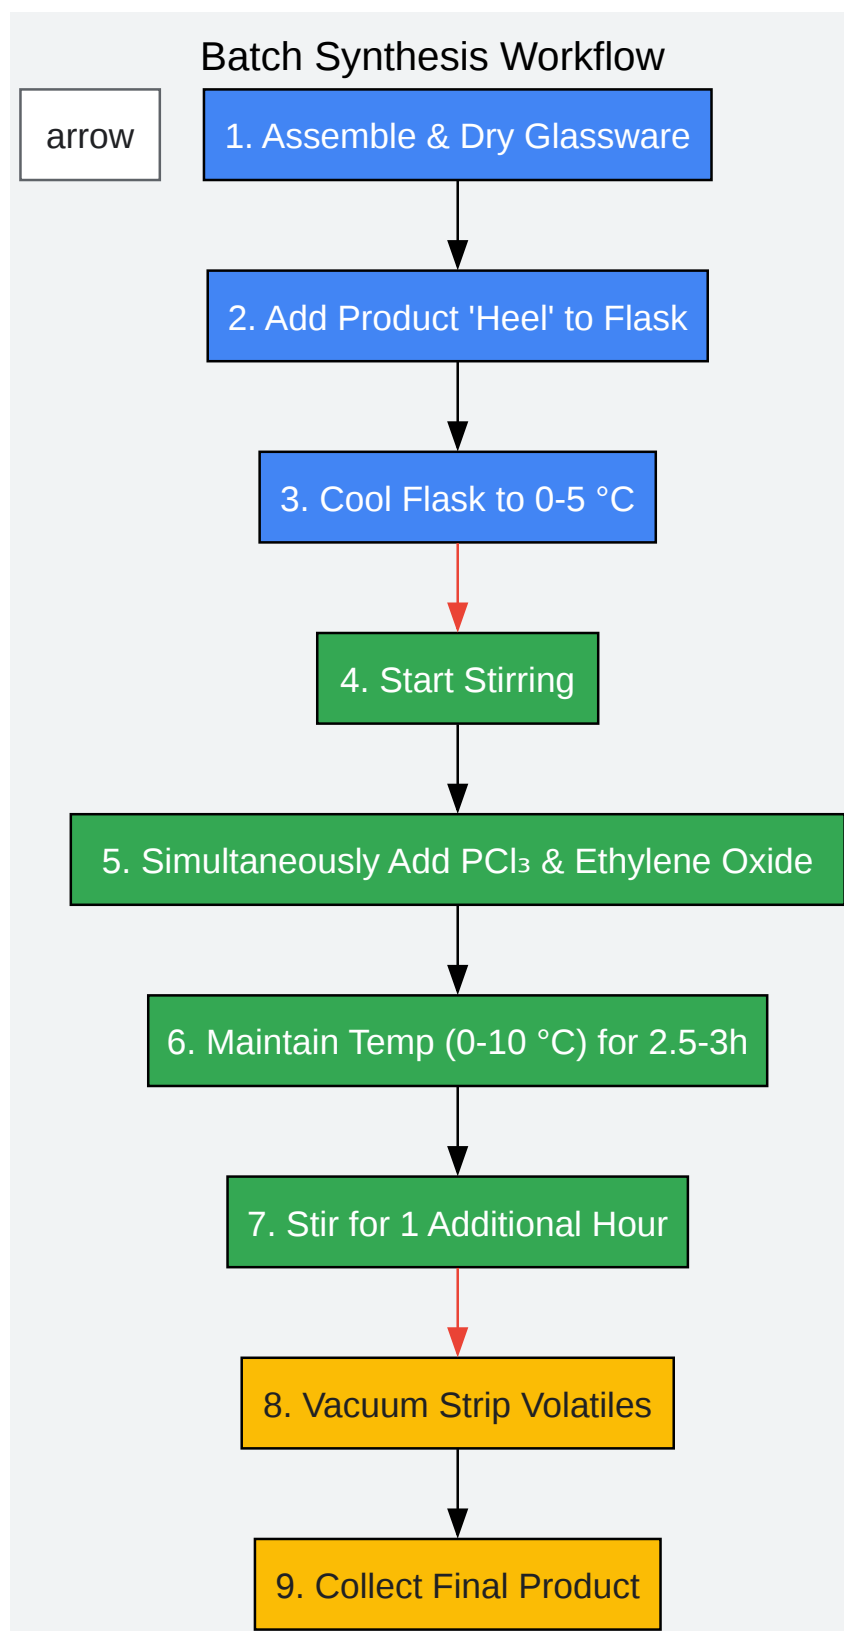 Batch Synthesis Workflow
arrow
1. Assemble & Dry Glassware
2. Add Product 'Heel' to Flask
3. Cool Flask to 0-5 °C
4. Start Stirring
5. Simultaneously Add PCl₃ & Ethylene Oxide
6. Maintain Temp (0-10 °C) for 2.5-3h
7. Stir for 1 Additional Hour
8. Vacuum Strip Volatiles
9. Collect Final Product